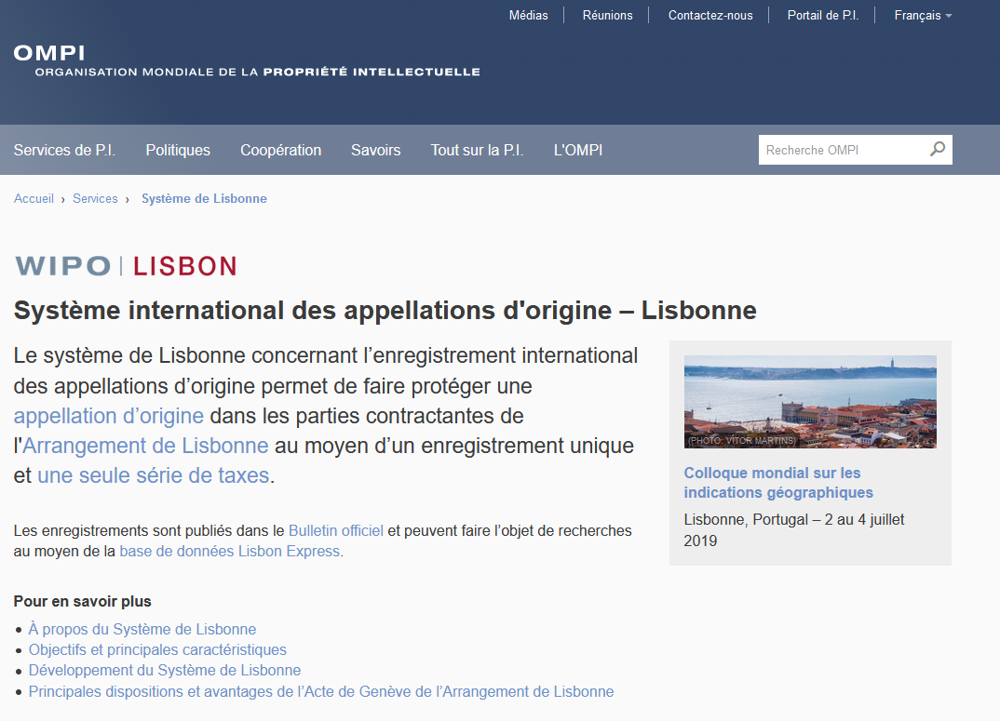 Médias
Réunions
Contactez-nous
Portail de P.I.
Français
OMPI
ORGANISATION MONDIALE DE LA PROPRIÉTÉ INTELLECTUELLE
Services de P.I.
Politiques
Coopération
Savoirs
Tout sur la P.I.
L'OMPI
Recherche OMPI
Accueil › Services › Système de Lisbonne
WIPO | LISBON
Système international des appellations d'origine – Lisbonne
Le système de Lisbonne concernant l’enregistrement international
des appellations d’origine permet de faire protéger une
appellation d’origine dans les parties contractantes de
l'Arrangement de Lisbonne au moyen d’un enregistrement unique
et une seule série de taxes.
Les enregistrements sont publiés dans le Bulletin officiel et peuvent faire l’objet de recherches
au moyen de la base de données Lisbon Express.
Pour en savoir plus
• À propos du Système de Lisbonne
• Objectifs et principales caractéristiques
• Développement du Système de Lisbonne
• Principales dispositions et avantages de l’Acte de Genève de l’Arrangement de Lisbonne
(PHOTO: VÍTOR MARTINS)
Colloque mondial sur les
indications géographiques
Lisbonne, Portugal – 2 au 4 juillet
2019